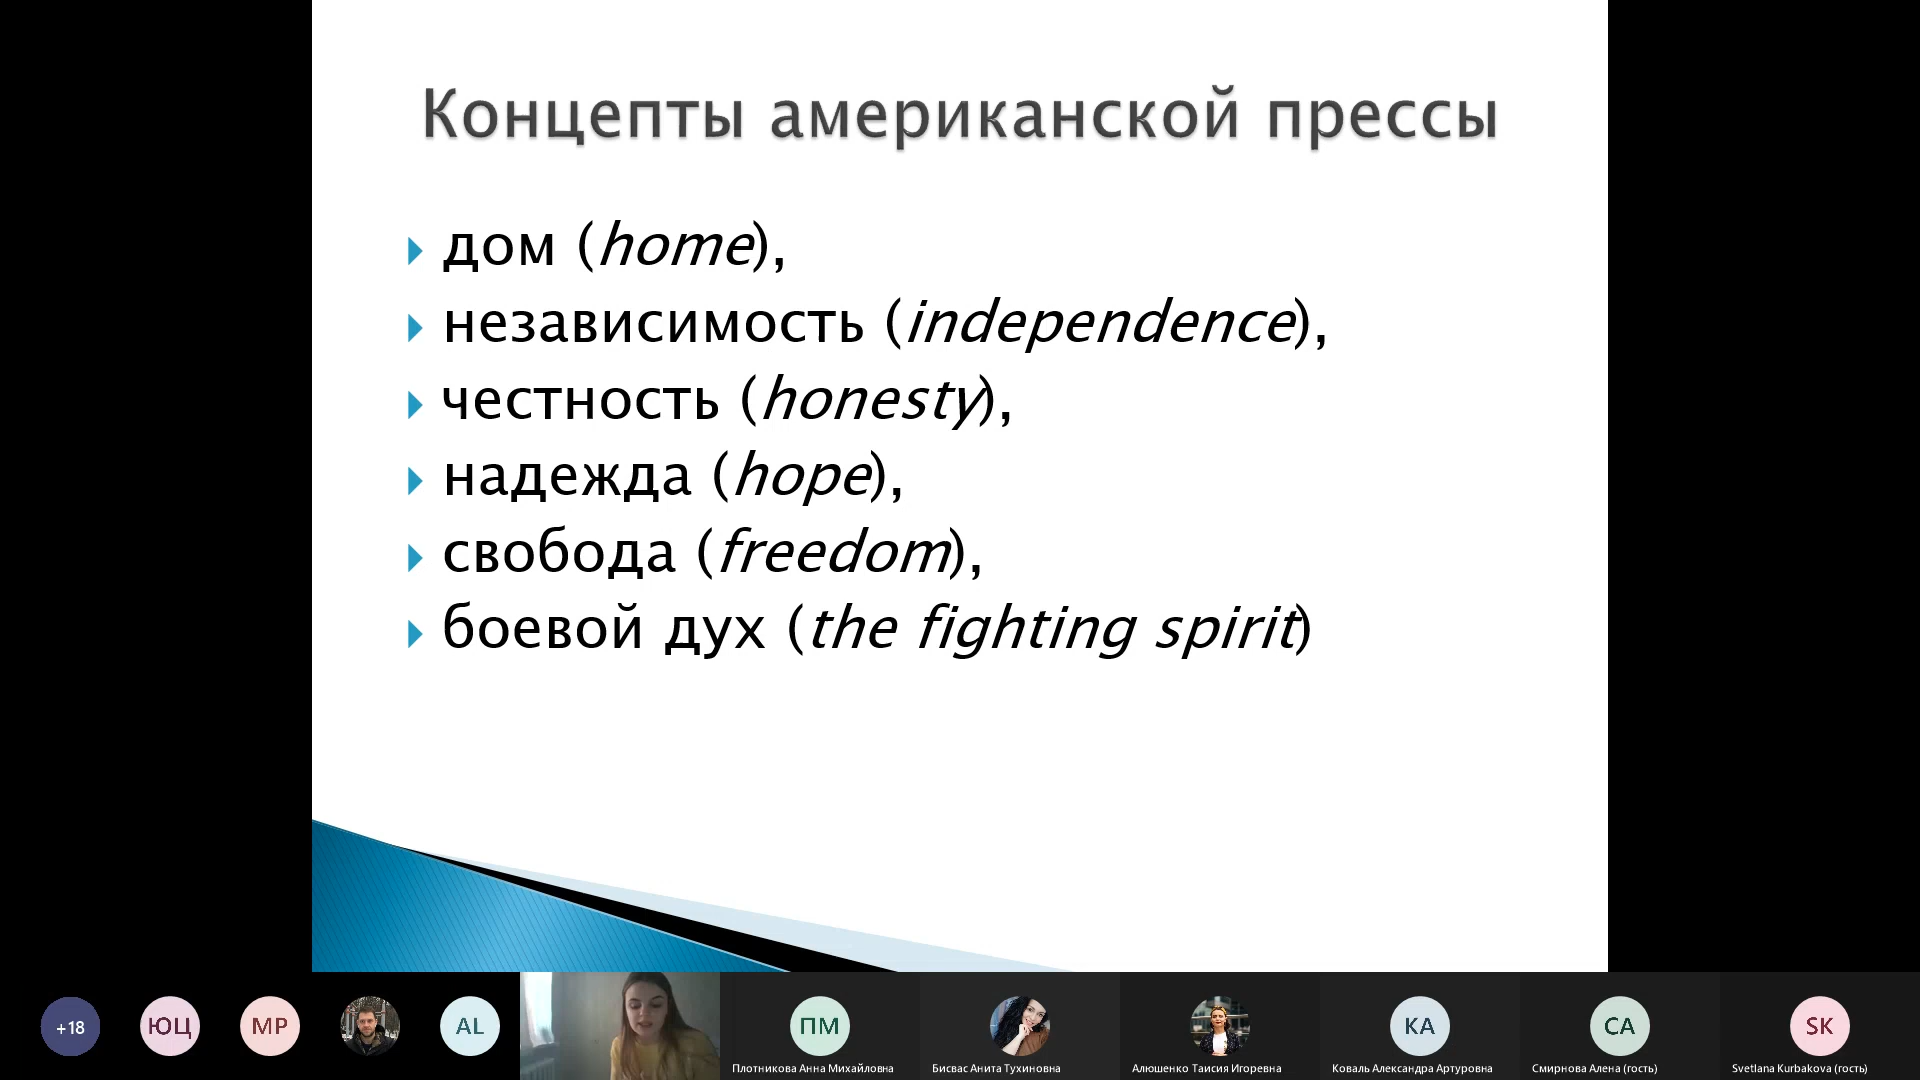 Концепты американской прессы
дом (home),
независимость (independence),
честность (honesty),
надежда (hope),
свобода (freedom),
боевой дух (the fighting spirit)
+18
ЮЦ
MP
AL
ПМ
Плотникова Анна Михайловна
Бисвас Анита Тухиновна
Алюшенко Таисия Игоревна
КА
Коваль Александра Артуровна
СА
Смирнова Алена (гость)
SK
Svetlana Kurbakova (гость)